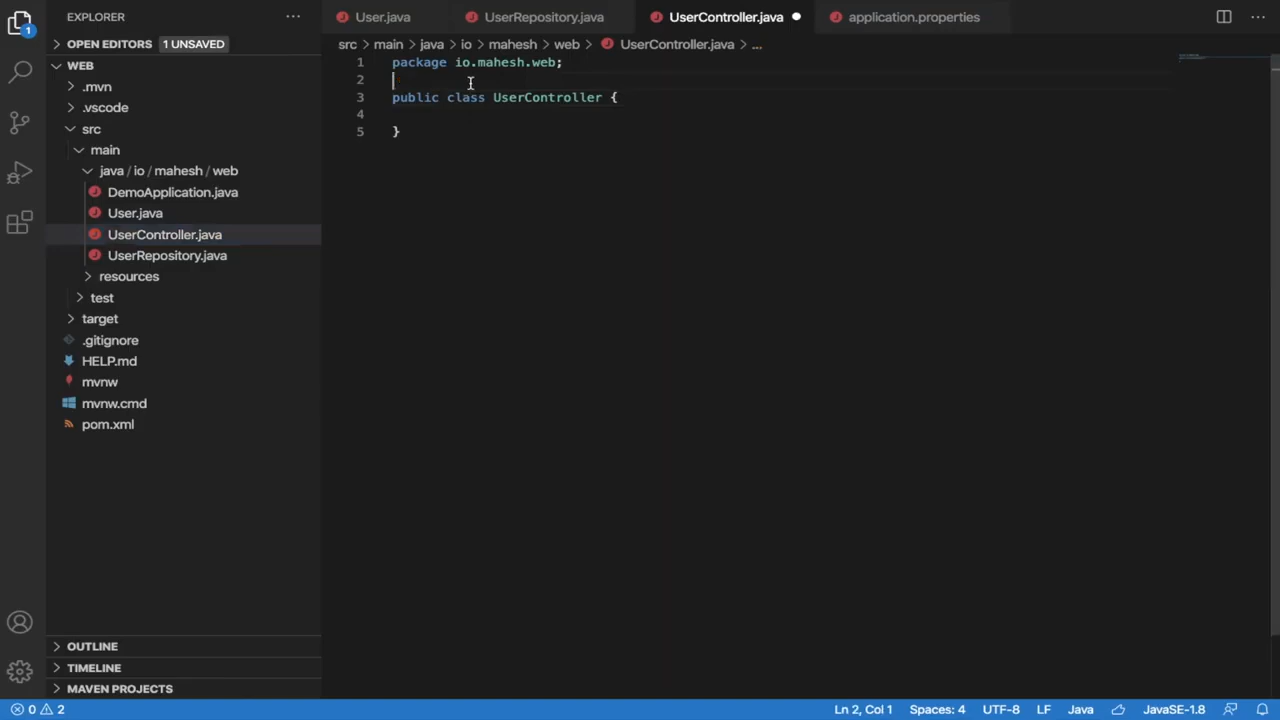 EXPLORER
OPEN EDITORS 1 UNSAVED
WEB
.mvn
.vscode
src
main
java / io / mahesh / web
DemoApplication.java
User.java
UserController.java
UserRepository.java
resources
test
target
.gitignore
HELP.md
mvnw
mvnw.cmd
pom.xml
OUTLINE
TIMELINE
MAVEN PROJECTS
1
User.java UserRepository.java UserController.java application.properties
src > main > java > io > mahesh > web > UserController.java > ...
1 package io.mahesh.web;
2
3 public class UserController {
4
5 }
0 2 Ln 2, Col 1 Spaces: 4 UTF-8 LF Java JavaSE-1.8